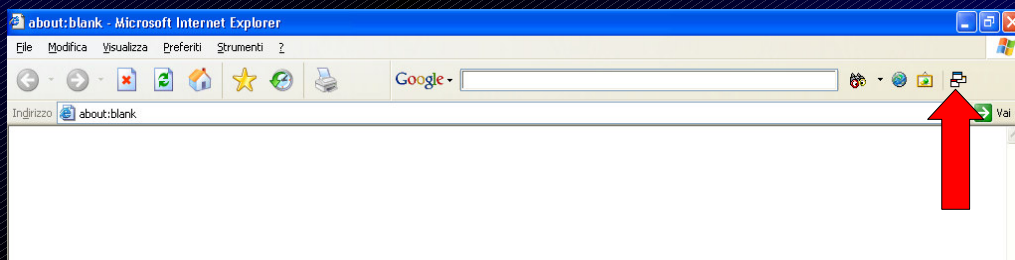 about:blank - Microsoft Internet Explorer
File Modifica Visualizza Preferiti Strumenti ?
Google
Indirizzo about:blank Vai